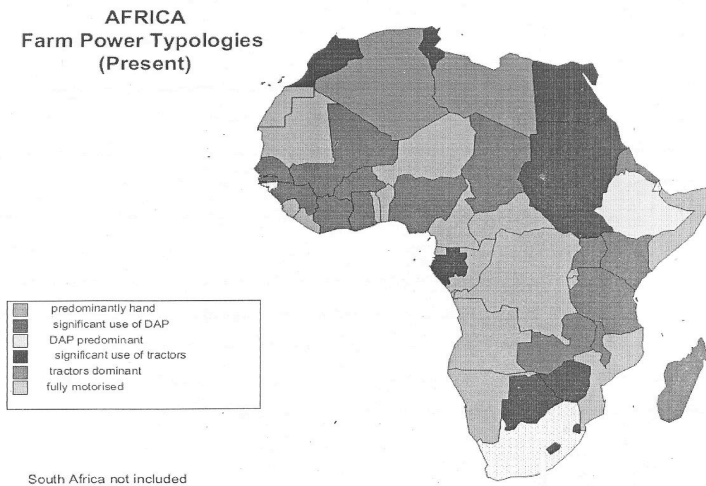 AFRICA
Farm Power Typologies
(Present)
predominantly hand
significant use of DAP
DAP predominant
significant use of tractors
tractors dominant
fully motorised
South Africa not included